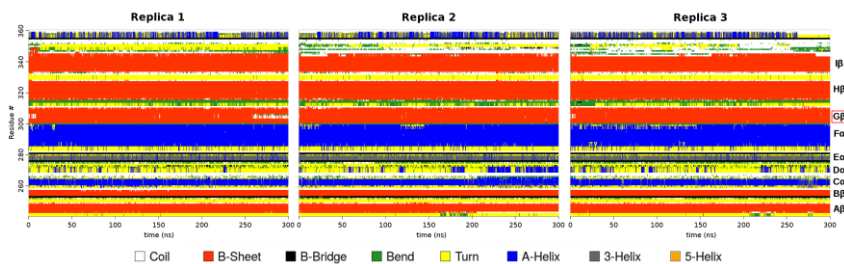 Replica 1
Replica 2
Replica 3
Residue #
360
340
320
300
280
260
Iβ
Hβ
Gβ
Fα
Eα
Dα
Cα
Bβ
Aβ
0 50 100 150 200 250 300
0 50 100 150 200 250 300
0 50 100 150 200 250 300
time (ns)
time (ns)
time (ns)
Coil B-Sheet B-Bridge Bend Turn A-Helix 3-Helix 5-Helix